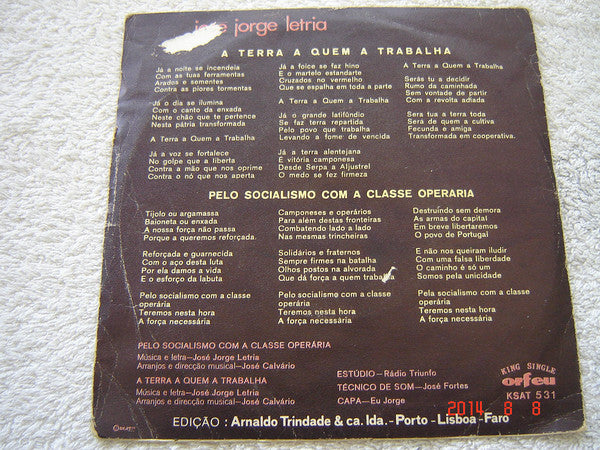 josé jorge letria
A TERRA A QUEM A TRABALHA
Já a noite se incendeia
Com as tuas ferramentas
Arados e sementes
Contra as piores tormentas
Já o dia se ilumina
Com o canto da enxada
Neste chão que te pertence
Nesta pátria transformada
A Terra a Quem a Trabalha
Já a voz se fortalece
No golpe que a liberta
Contra a mão que nos oprime
Contra o nó que nos aperta
Já a foice se faz hino
E o martelo estandarte
Cruzados no vermelho
Que se espalha em toda a parte
A Terra a Quem a Trabalha
Já o grande latifúndio
Se faz terra repartida
Pelo povo que trabalha
Levando a fome de vencida
Já a terra alentejana
É vitória camponesa
Desde Serpa a Aljustrel
O medo se fez firmeza
A Terra a Quem a Trabalha
Serás tu a decidir
Rumo da caminhada
Sem vontade de partir
Com a revolta adiada
Sera tua a terra toda
Será de quem a cultiva
Fecunda e amiga
Transformada em cooperativa.
PELO SOCIALISMO COM A CLASSE OPERARIA
Tijolo ou argamassa
Baioneta ou enxada
A nossa força não passa
Porque a queremos reforçada.
Reforçada e guarnecida
Com o aço desta luta
Por ela damos a vida
E o esforço da labuta
Pelo socialismo com a classe
operária
Teremos nesta hora
A força necessária
Camponeses e operários
Para além destas fronteiras
Combatendo lado a lado
Nas mesmas trincheiras
Solidários e fraternos
Sempre firmes na batalha
Olhos postos na alvorada
Que dá força a quem trabalha
Pelo socialismo com a classe
operária
Teremos nesta hora
A força necessária
Destruíndo sem demora
As armas do capital
Em breve libertaremos
O povo de Portugal
E não nos queiram iludir
Com uma falsa liberdade
O caminho é só um
Somos pela unicidade
Pelo socialismo com a classe
operária
Teremos nesta hora
A força necessária
PELO SOCIALISMO COM A CLASSE OPERÁRIA
Música e letra—José Jorge Letria
Arranjos e direcção musical—José Calvário
A TERRA A QUEM A TRABALHA
Música e letra—José Jorge Letria
Arranjos e direcção musical—José Calvário
ESTÚDIO—Rádio Triunfo
TÉCNICO DE SOM—José Fortes
CAPA—Eu Jorge
KING SINGLE
orfeu
KSAT 531
2014 8 8
EDIÇÃO : Arnaldo Trindade & ca. lda.-Porto-Lisboa-Faro